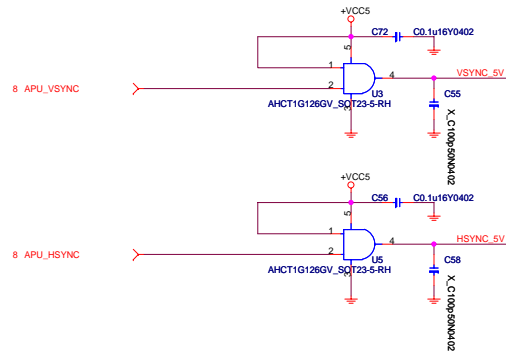 +VCC5
C72
C0.1u16Y0402
5
1
4
VSYNC_5V
8 APU_VSYNC
2
U3
C55
AHCT1G126GV_SOT23-5-RH
3
X_C100p50N0402
+VCC5
C56
C0.1u16Y0402
5
1
4
HSYNC_5V
8 APU_HSYNC
2
U5
C58
AHCT1G126GV_SOT23-5-RH
3
X_C100p50N0402